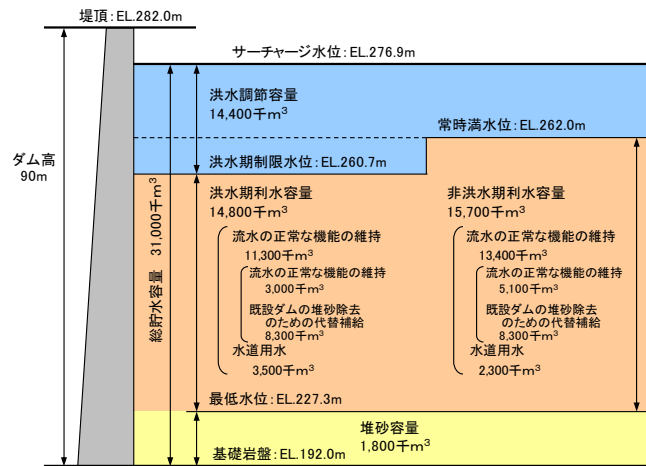 堤頂:EL.282.0m
サーチャージ水位:EL.276.9m
洪水調節容量
14,400千m³
常時満水位:EL.262.0m
洪水期制限水位:EL.260.7m
ダム高
90m
総貯水容量 31,000千m³
洪水期利水容量
14,800千m³
流水の正常な機能の維持
11,300千m³
流水の正常な機能の維持
3,000千m³
既設ダムの堆砂除去
のための代替補給
8,300千m³
水道用水
3,500千m³
非洪水期利水容量
15,700千m³
流水の正常な機能の維持
13,400千m³
流水の正常な機能の維持
5,100千m³
既設ダムの堆砂除去
のための代替補給
8,300千m³
水道用水
2,300千m³
最低水位:EL.227.3m
堆砂容量
1,800千m³
基礎岩盤:EL.192.0m